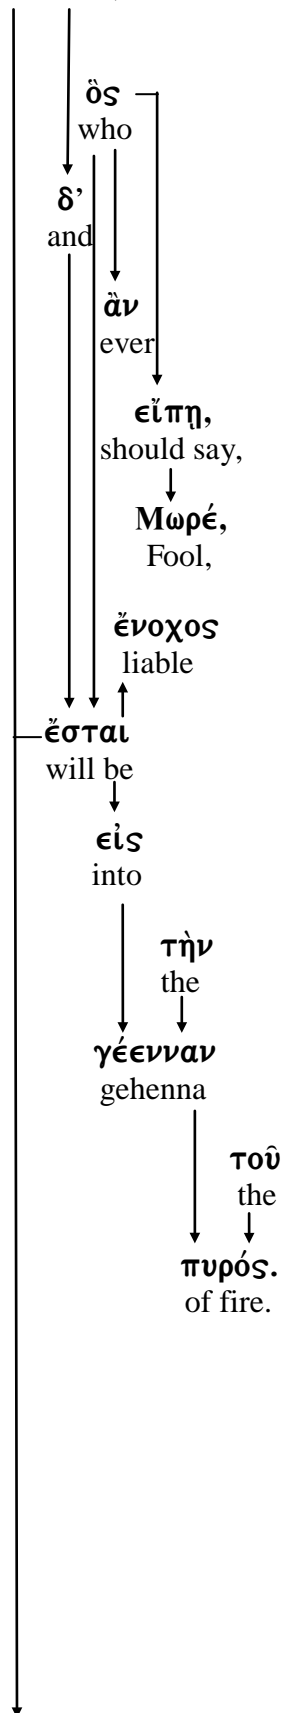 ὃς
who
δ’
and
ἂν
ever
εἴπῃ,
should say,
Μωρέ,
Fool,
ἔνοχος
liable
ἔσται
will be
εἰς
into
τὴν
the
γέενναν
gehenna
τοῦ
the
πυρός.
of fire.